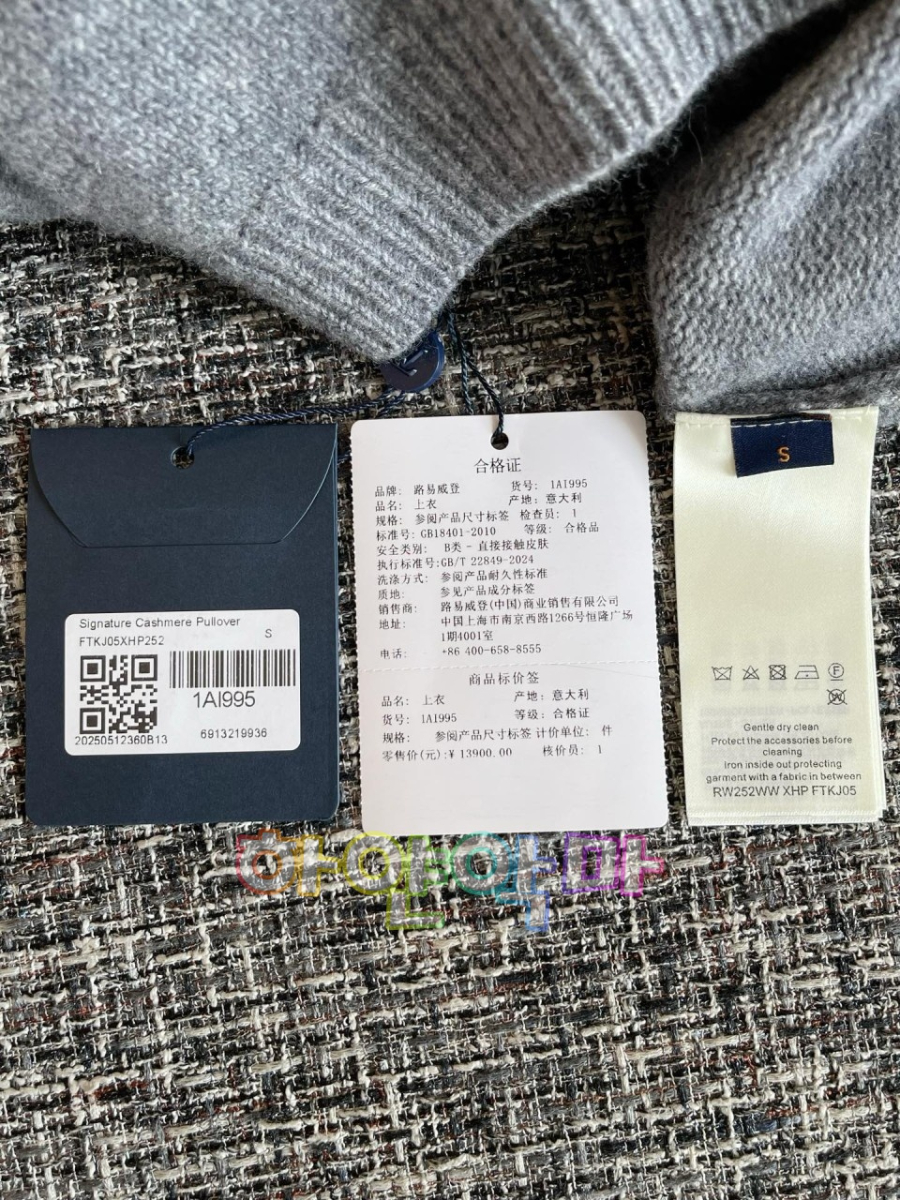 Signature Cashmere Pullover
FTKJ05XHP252 S
1AI995
20250512360B13 6913219936
合格证
品牌: 路易威登 货号: 1AI995
品名: 上衣 产地: 意大利
规格: 参阅产品尺寸标签 检查员: 1
标准号: GB18401-2010 等级: 合格品
安全类别: B类 - 直接接触皮肤
执行标准号:GB/T 22849-2024
洗涤方式: 参阅产品耐久性标准
质地: 参见产品成分标签
销售商: 路易威登(中国)商业销售有限公司
地址: 中国上海市南京西路1266号恒隆广场
1期4001室
电话: +86 400-658-8555
商品标价签
品名: 上衣 产地: 意大利
货号: 1AI995 等级: 合格证
规格: 参阅产品尺寸标签 计价单位: 件
零售价(元):¥ 13900.00 核价员: 1
S
Gentle dry clean
Protect the accessories before
cleaning
Iron inside out protecting
garment with a fabric in between
RW252WW XHP FTKJ05
하얀악마